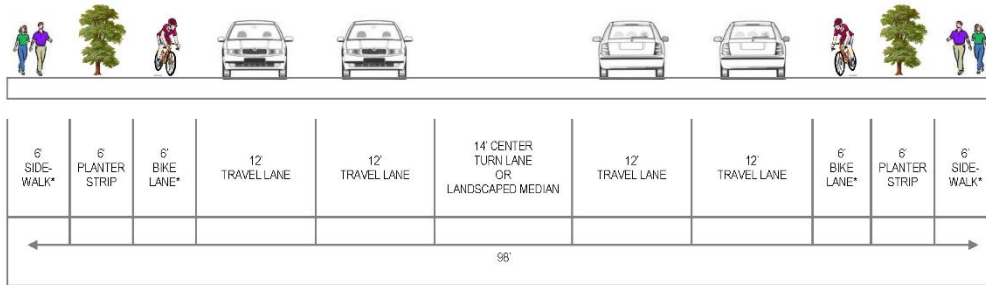 6'
SIDE-
WALK*
6'
PLANTER
STRIP
6'
BIKE
LANE*
12'
TRAVEL LANE
12'
TRAVEL LANE
14' CENTER
TURN LANE
OR
LANDSCAPED MEDIAN
12'
TRAVEL LANE
12'
TRAVEL LANE
6'
BIKE
LANE*
6'
PLANTER
STRIP
6'
SIDE-
WALK*
98'